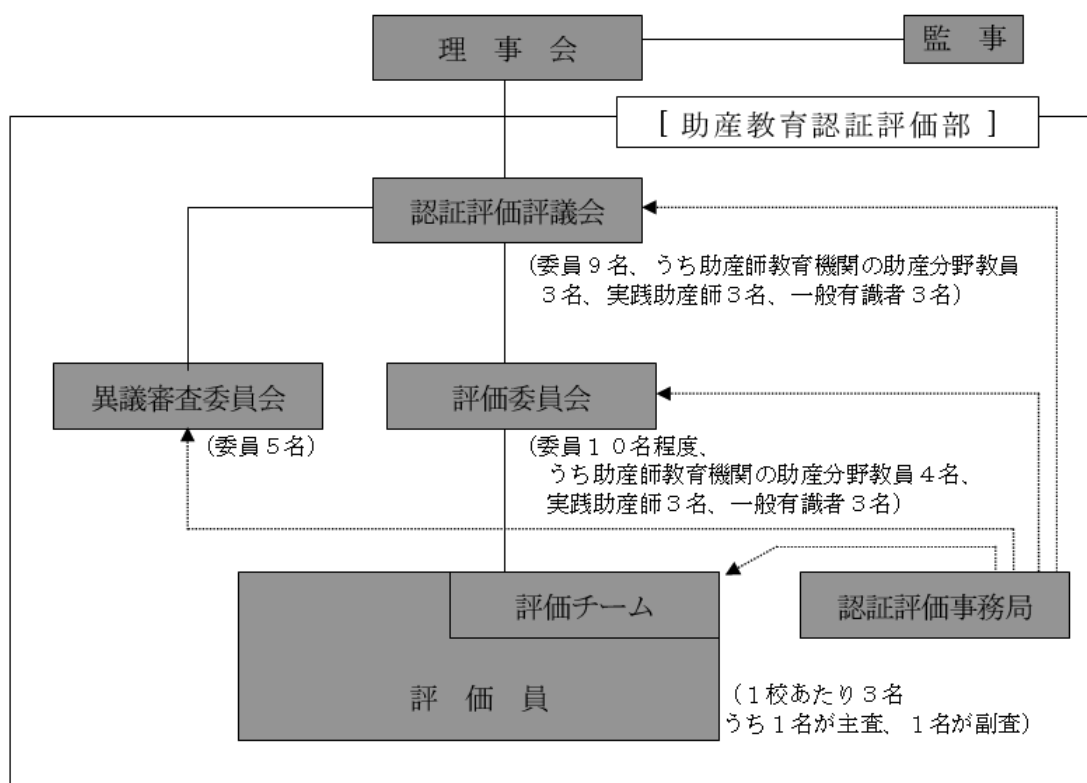 理 事 会
監 事
[ 助産教育認証評価部 ]
認証評価評議会
(委員９名、うち助産師教育機関の助産分野教員
３名、実践助産師３名、一般有識者３名)
異議審査委員会
(委員５名)
評価委員会
(委員１０名程度、
うち助産師教育機関の助産分野教員４名、
実践助産師３名、一般有識者３名)
評価チーム
認証評価事務局
評 価 員
(１校あたり３名
うち１名が主査、１名が副査)